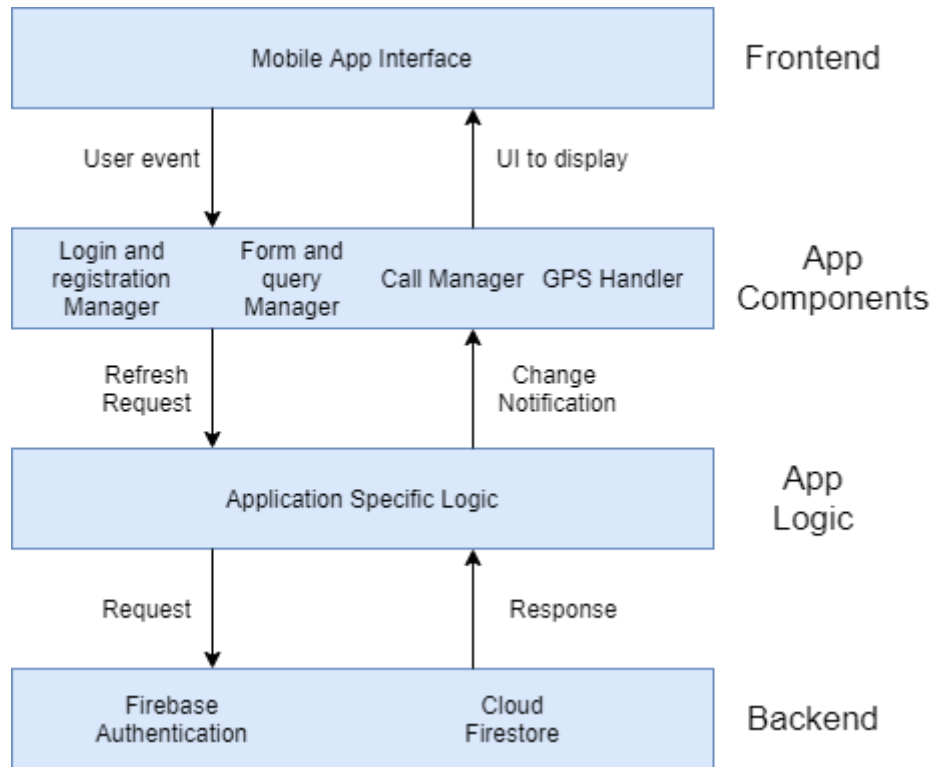 Mobile App Interface
Frontend
User event
UI to display
Login and
registration
Manager
Form and
query
Manager
Call Manager
GPS Handler
App
Components
Refresh
Request
Change
Notification
Application Specific Logic
App
Logic
Request
Response
Firebase
Authentication
Cloud
Firestore
Backend